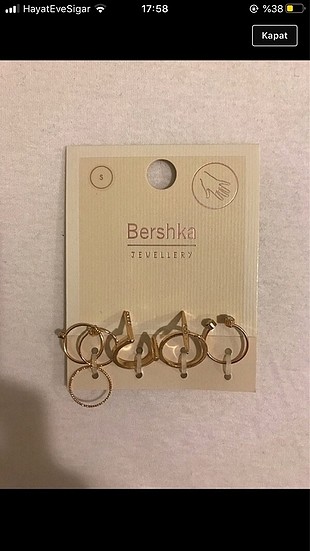 HayatEveSigar 17:58 %38
Kapat
S
Bershka
JEWELLERY